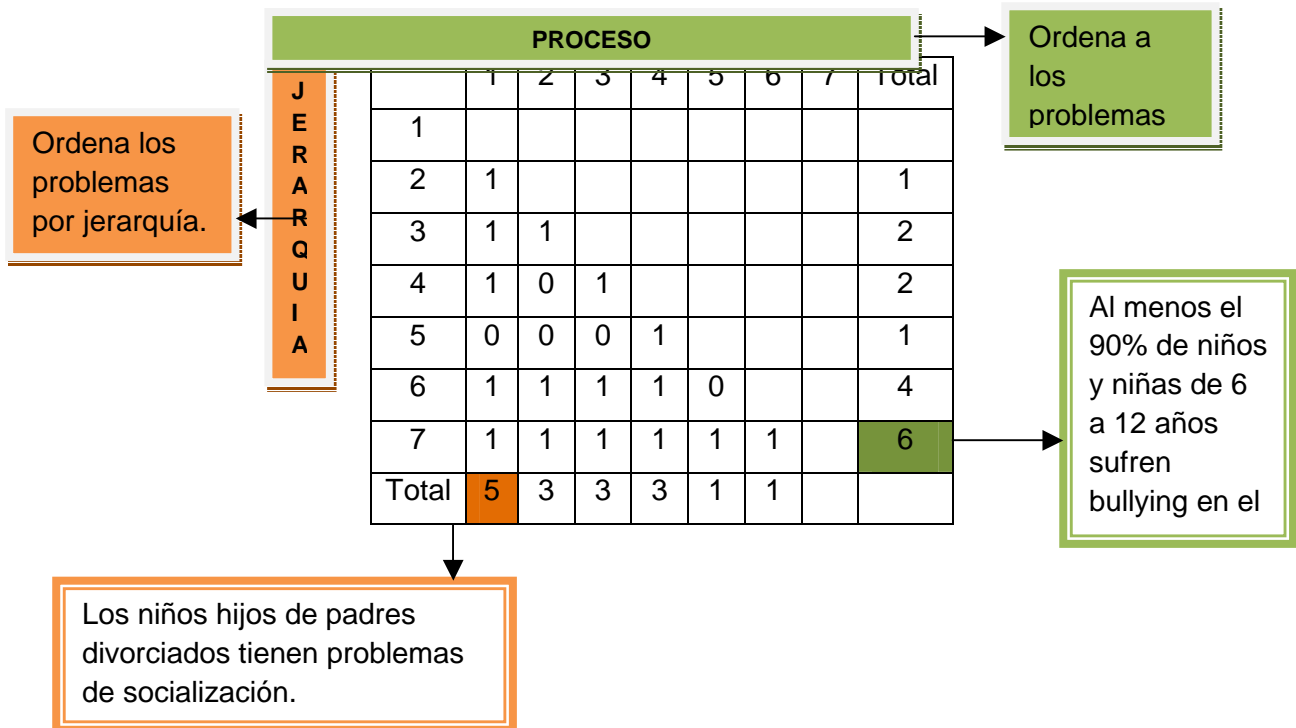 PROCESO
Ordena a
los
problemas
J
E
R
A
R
Q
U
I
A
Ordena los
problemas
por jerarquía.
1 2 3 4 5 6 7 Total
1
2 1 1
3 1 1 2
4 1 0 1 2
5 0 0 0 1 1
6 1 1 1 1 0 4
7 1 1 1 1 1 1 6
Total 5 3 3 3 1 1
Al menos el
90% de niños
y niñas de 6
a 12 años
sufren
bullying en el
Los niños hijos de padres
divorciados tienen problemas
de socialización.